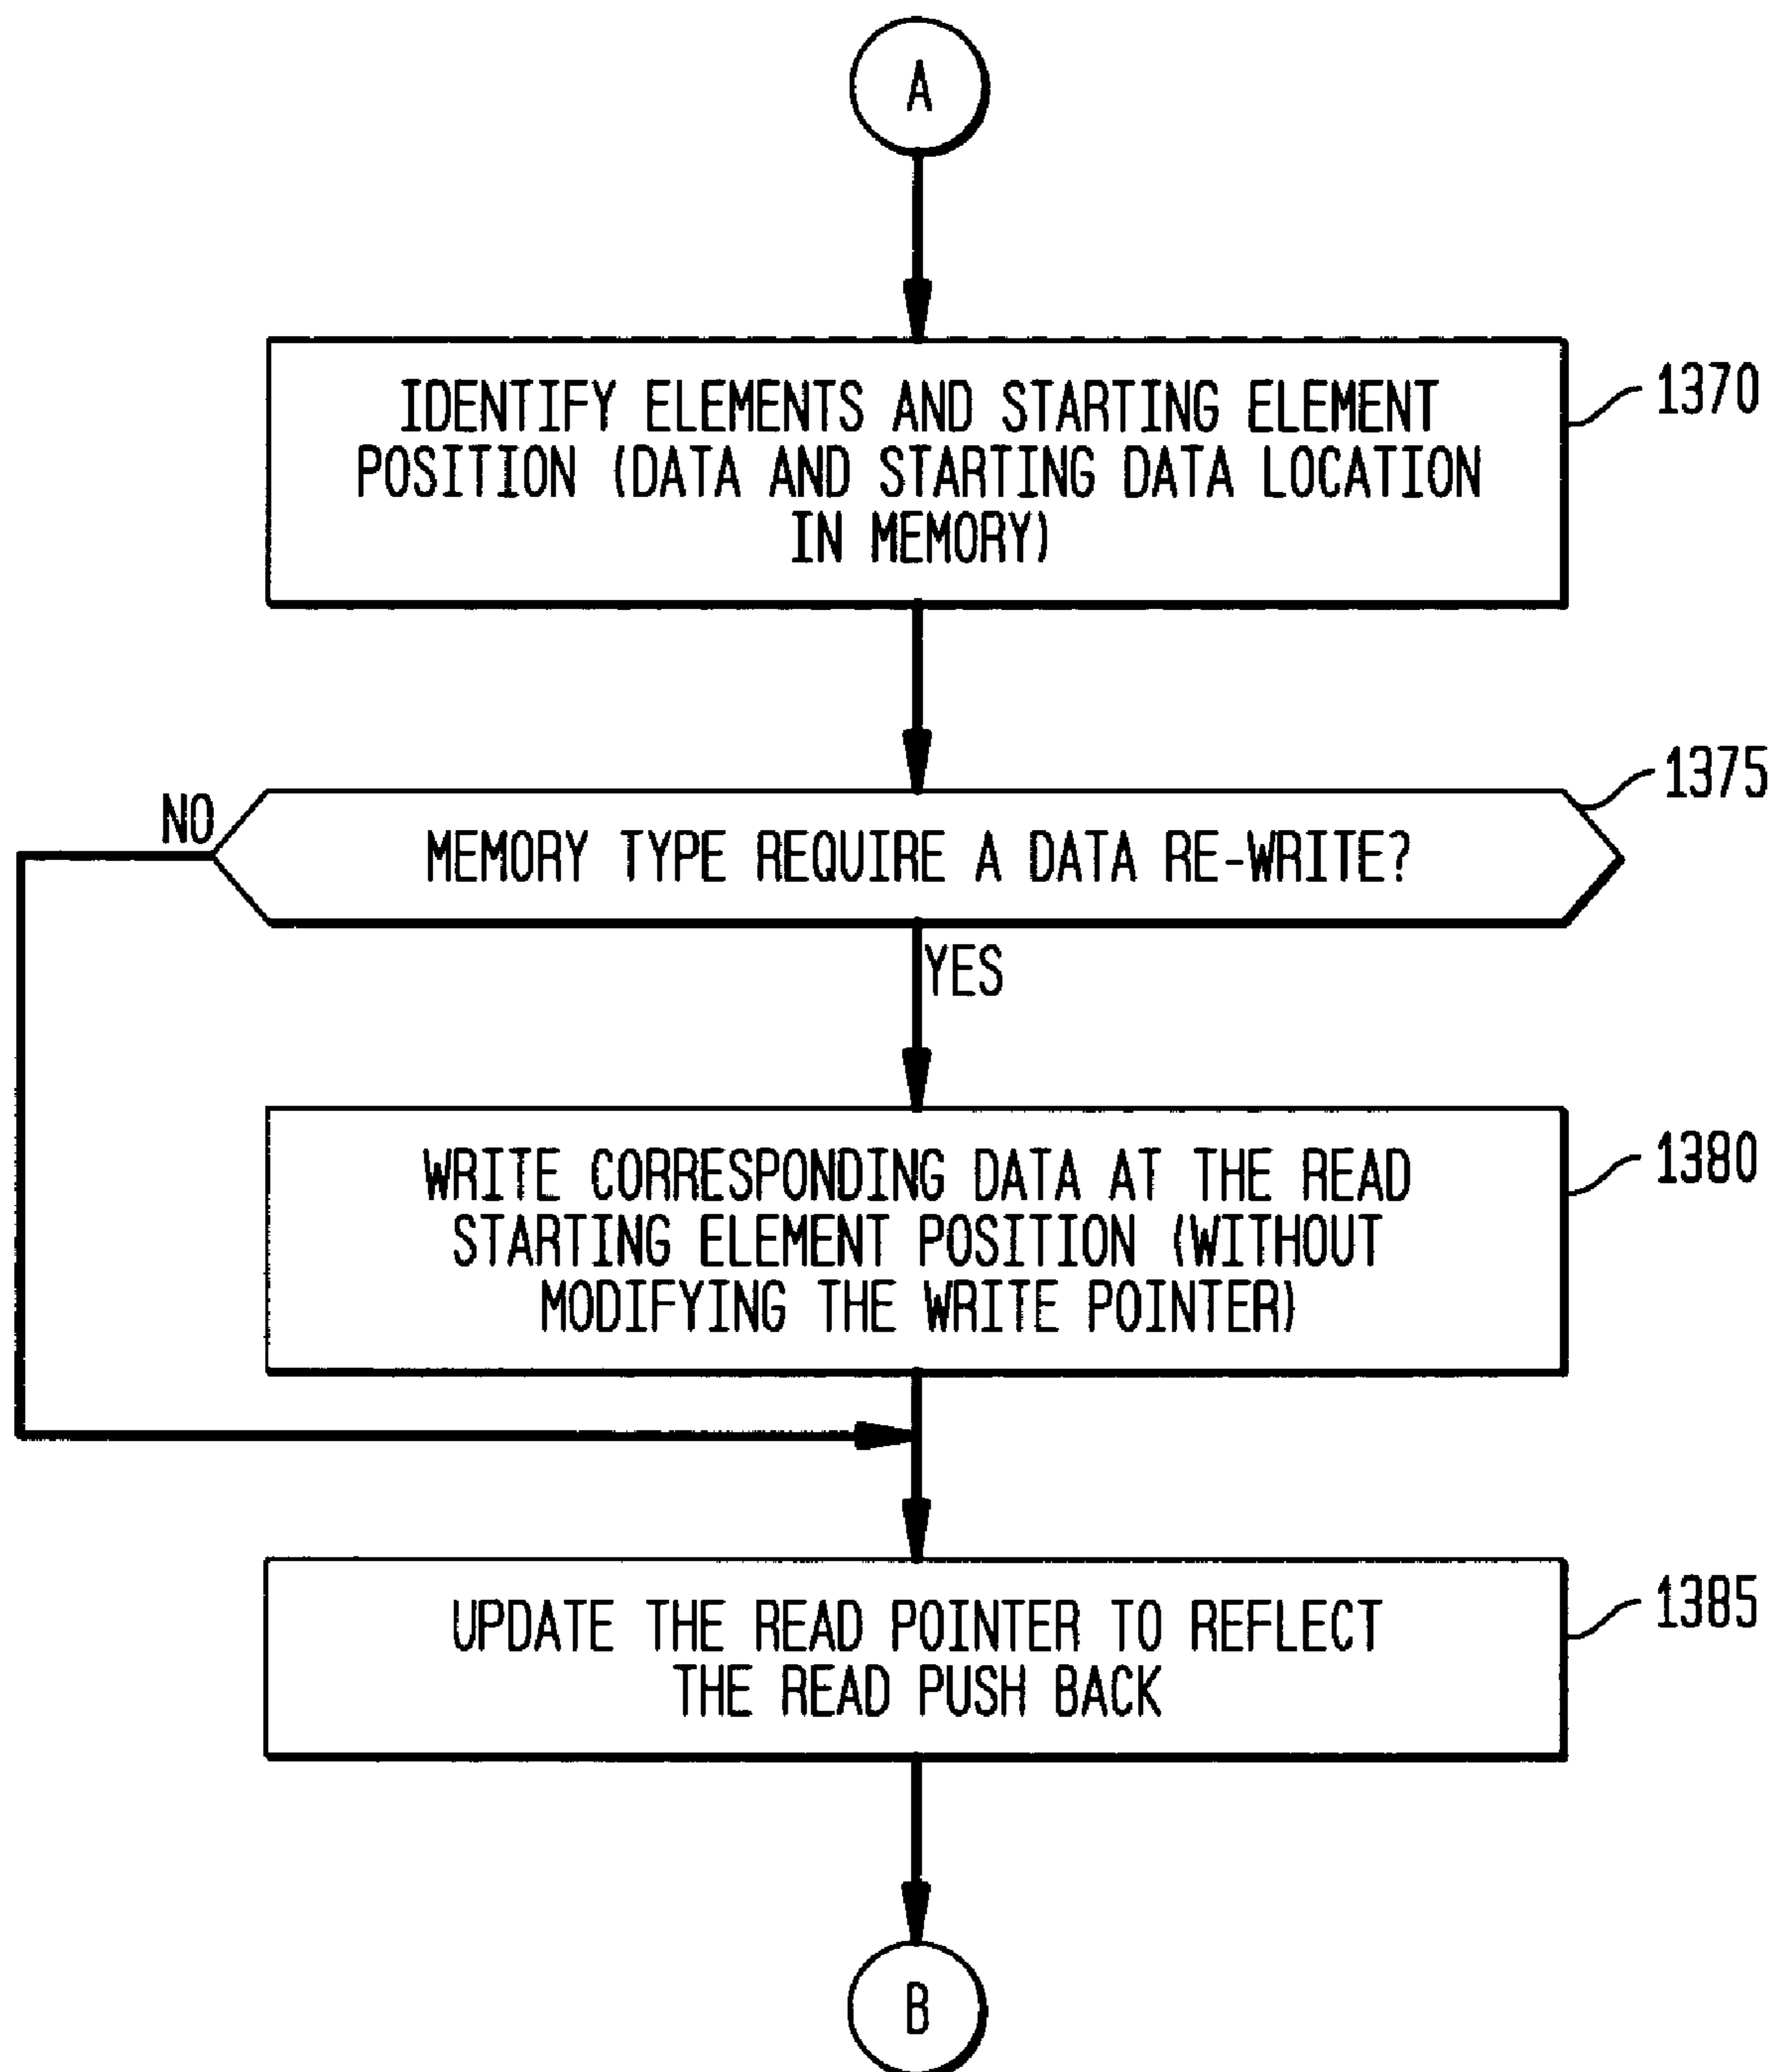 A
IDENTIFY ELEMENTS AND STARTING ELEMENT
POSITION (DATA AND STARTING DATA LOCATION
IN MEMORY)
1370
1375
NO
MEMORY TYPE REQUIRE A DATA RE-WRITE?
YES
WRITE CORRESPONDING DATA AT THE READ
STARTING ELEMENT POSITION (WITHOUT
MODIFYING THE WRITE POINTER)
1380
UPDATE THE READ POINTER TO REFLECT
THE READ PUSH BACK
1385
B